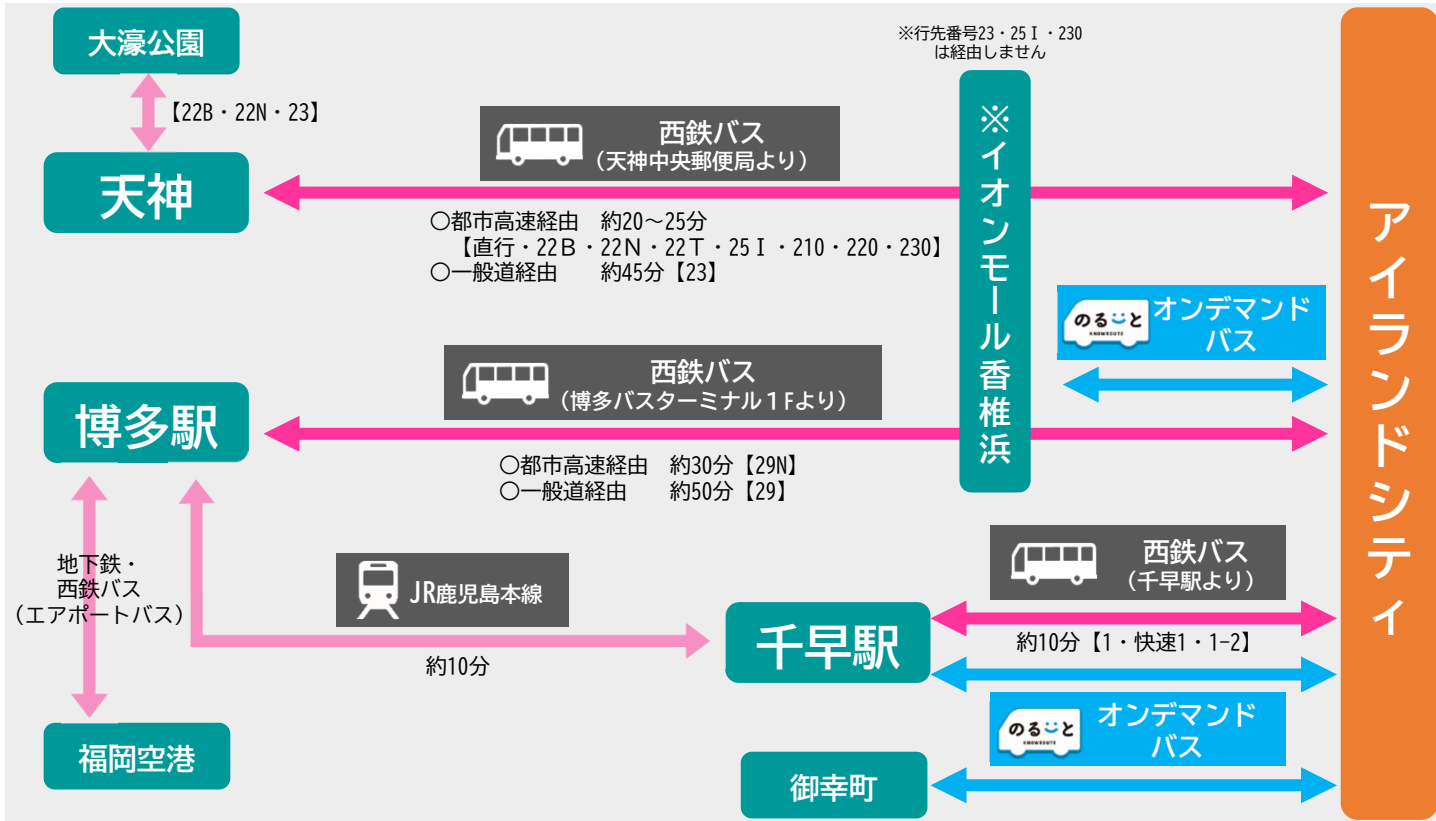 大濠公園
【22B・22N・23】
天神
西鉄バス
（天神中央郵便局より）
○都市高速経由　約20～25分
【直行・22Ｂ・22Ｎ・22Ｔ・25Ｉ・210・220・230】
○一般道経由　　約45分【23】
※行先番号23・25Ｉ・230
は経由しません
※イオンモール香椎浜
のるーと
KNOWROUTE
オンデマンド
バス
アイランドシティ
博多駅
西鉄バス
（博多バスターミナル１Fより）
○都市高速経由　約30分【29N】
○一般道経由　　約50分【29】
地下鉄・
西鉄バス
（エアポートバス）
JR鹿児島本線
約10分
福岡空港
千早駅
西鉄バス
（千早駅より）
約10分【1・快速1・1-2】
のるーと
KNOWROUTE
オンデマンド
バス
御幸町